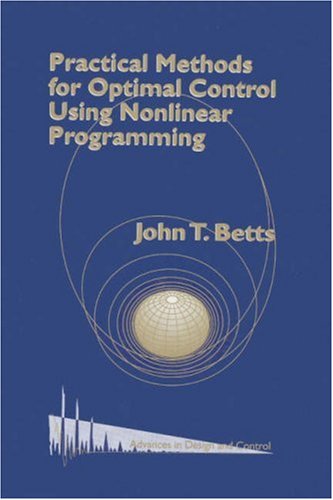 Practical Methods
for Optimal Control
Using Nonlinear
Programming
John T. Betts
Advances in Design and Control